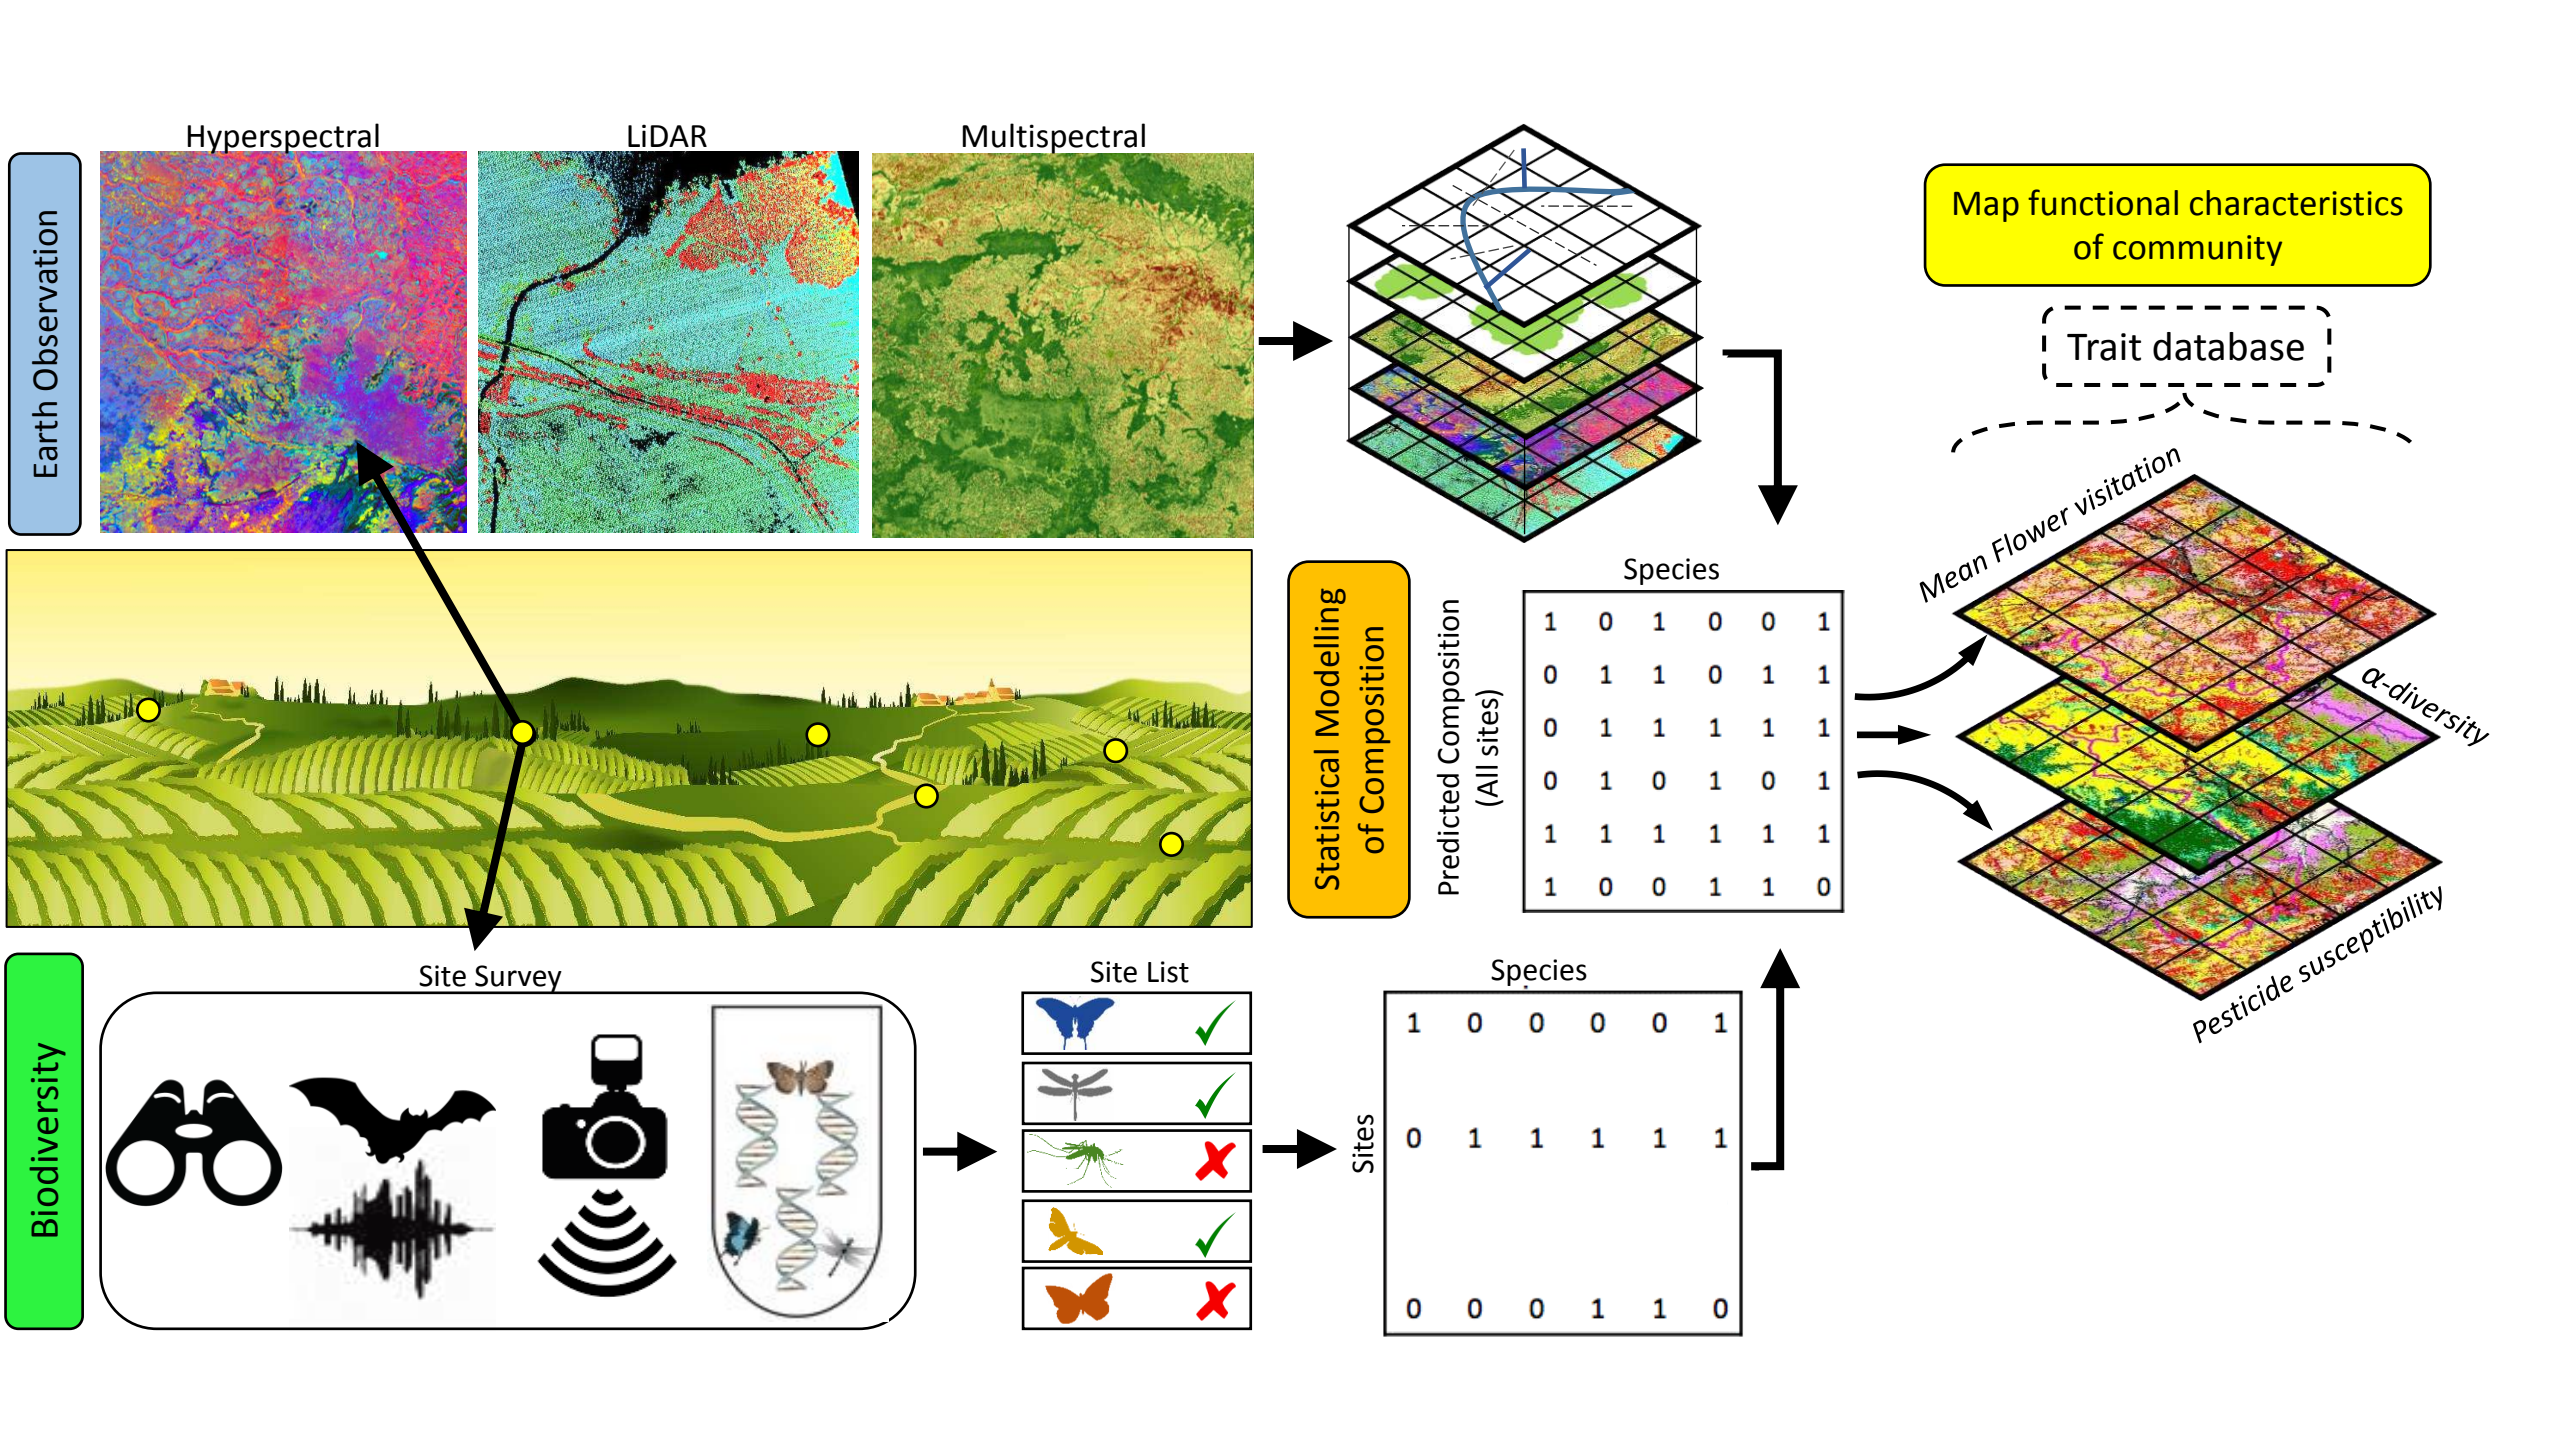 Hyperspectral
LiDAR
Multispectral
Earth Observation
Map functional characteristics
of community
Trait database
Mean Flower visitation
α-diversity
Pesticide susceptibility
Statistical Modelling
of Composition
Species
Predicted Composition
(All sites)
1 0 1 0 0 1
0 1 1 0 1 1
0 1 1 1 1 1
0 1 0 1 0 1
1 1 1 1 1 1
1 0 0 1 1 0
Biodiversity
Site Survey
Site List
Species
Sites
1 0 0 0 0 1
0 1 1 1 1 1
0 0 0 1 1 0